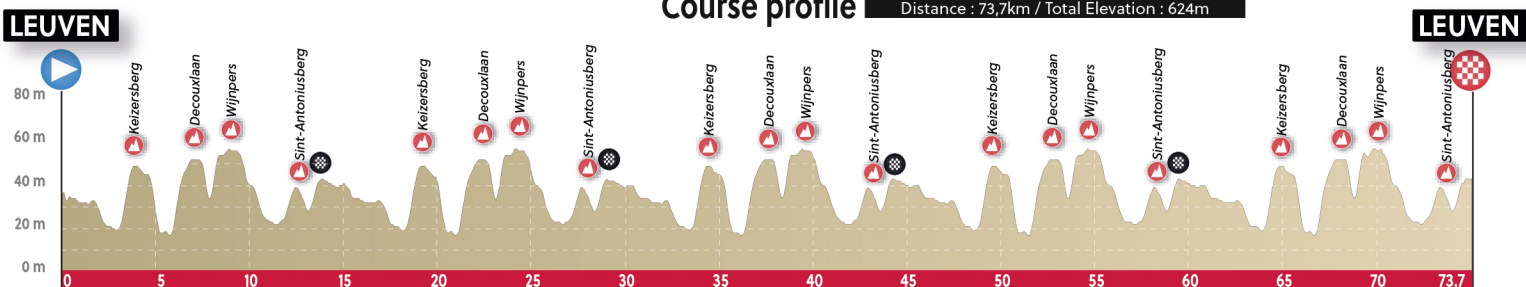 Course profile
Distance : 73,7km / Total Elevation : 624m
LEUVEN
LEUVEN
Keizersberg
Decouxlaan
Wijnpers
Sint-Antoniusberg
Keizersberg
Decouxlaan
Wijnpers
Sint-Antoniusberg
Keizersberg
Decouxlaan
Wijnpers
Sint-Antoniusberg
Keizersberg
Decouxlaan
Wijnpers
Sint-Antoniusberg
Keizersberg
Decouxlaan
Wijnpers
Sint-Antoniusberg
80 m
60 m
40 m
20 m
0 m
0 5 10 15 20 25 30 35 40 45 50 55 60 65 70 73.7